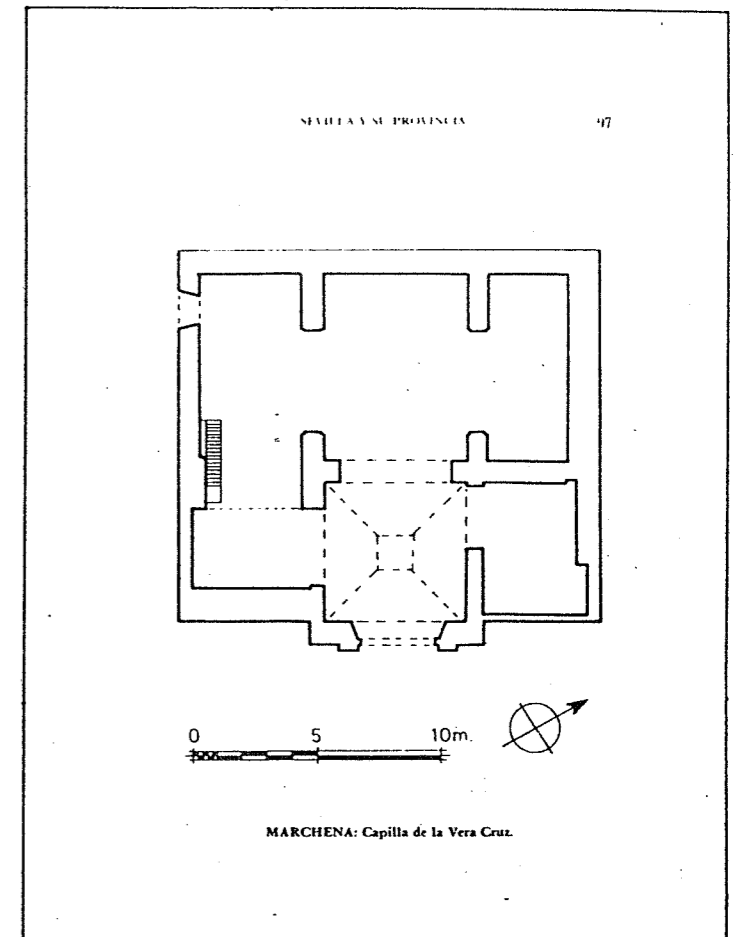 SEVILLA Y SU PROVINCIA 97
0 5 10m.
MARCHENA: Capilla de la Vera Cruz.